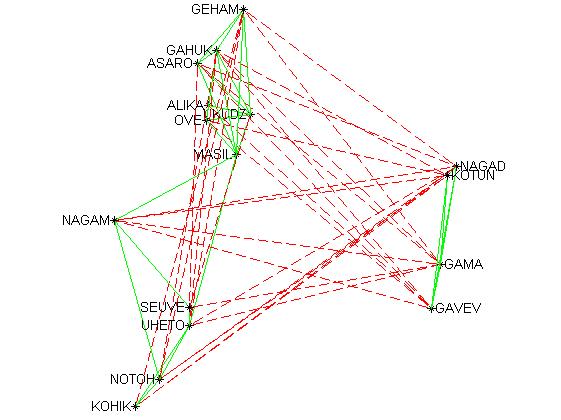 GEHAM
GAHUK
ASARO
ALIKA
UKUDZ
OVE
MASIL
NAGAD
KOTUN
NAGAM
GAMA
SEUVE
GAVEV
UHETO
NOTOH
KOHIK